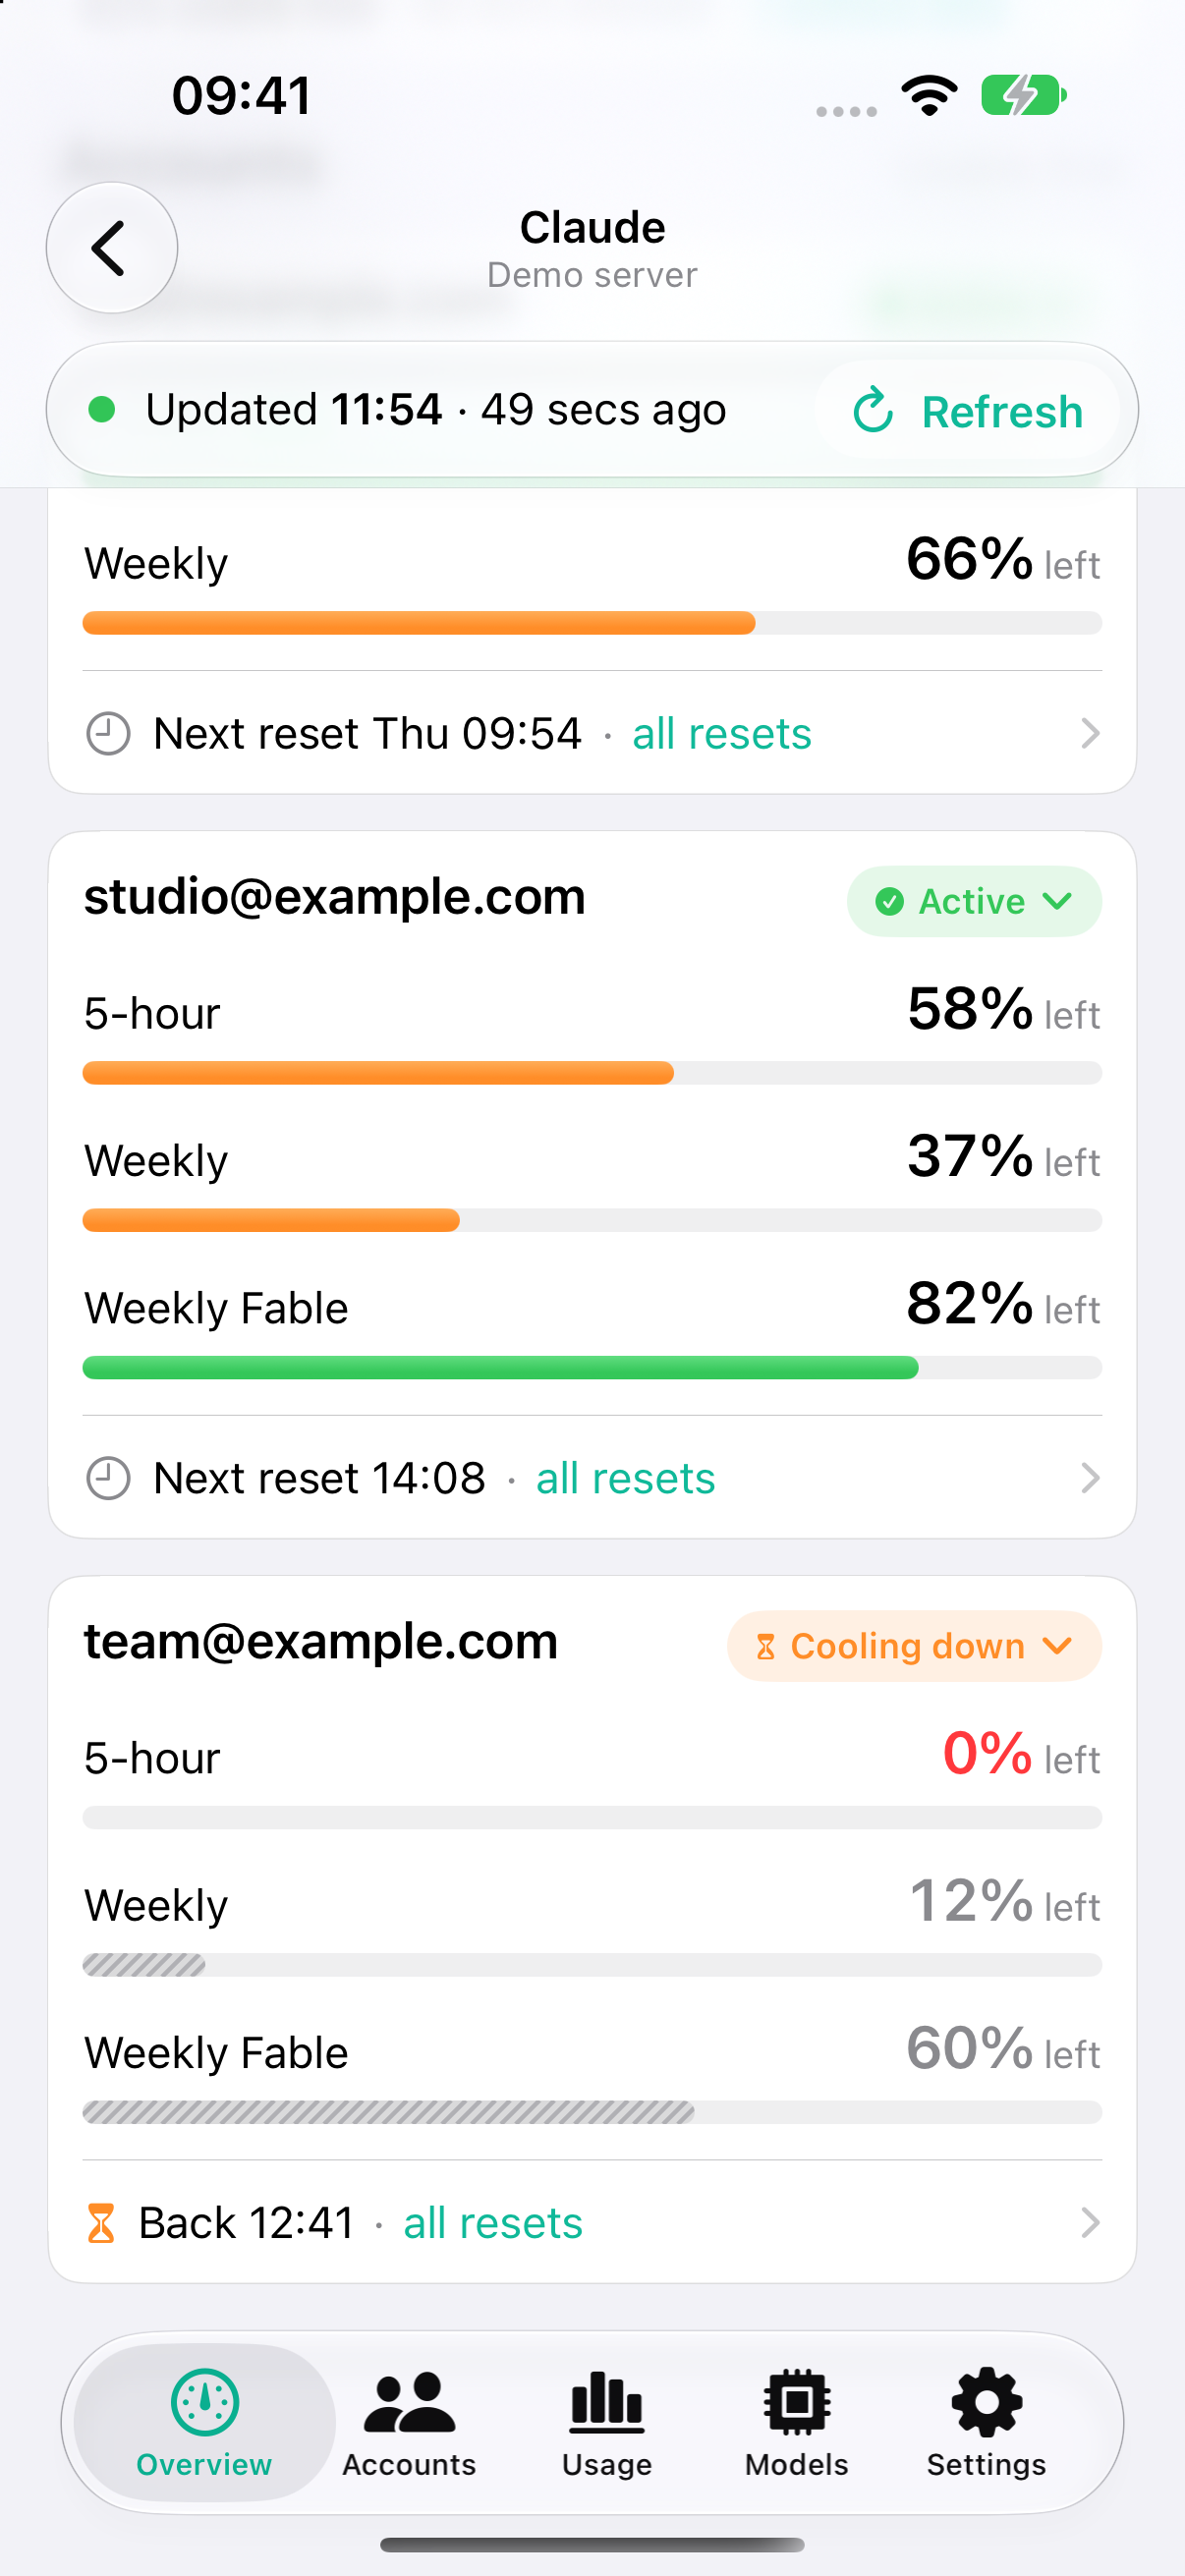 09:41
Claude
Demo server
Updated 11:54 · 49 secs ago
Refresh
Weekly
66% left
Next reset Thu 09:54 · all resets
studio@example.com
Active
5-hour
58% left
Weekly
37% left
Weekly Fable
82% left
Next reset 14:08 · all resets
team@example.com
Cooling down
5-hour
0% left
Weekly
12% left
Weekly Fable
60% left
Back 12:41 · all resets
Overview
Accounts
Usage
Models
Settings